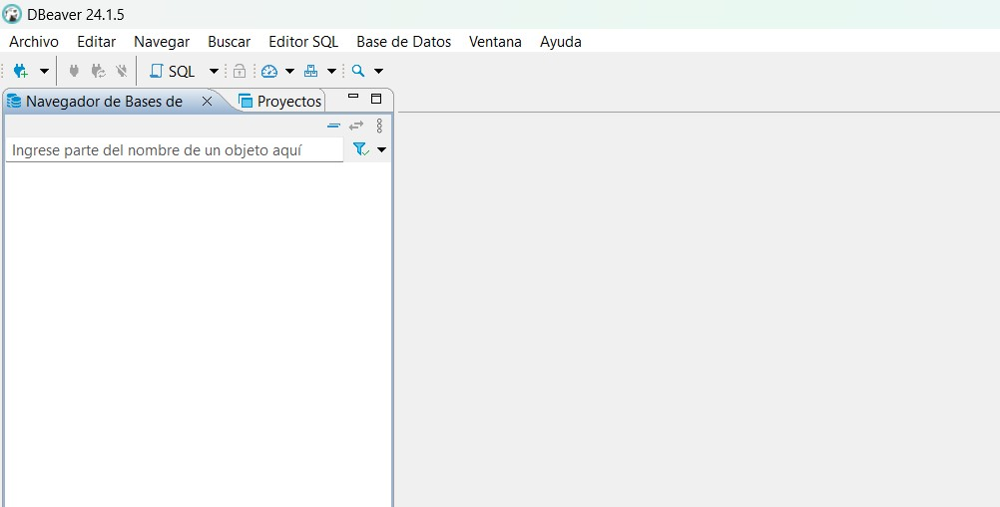 DBeaver 24.1.5
Archivo Editar Navegar Buscar Editor SQL Base de Datos Ventana Ayuda
SQL
Navegador de Bases de Proyectos
Ingrese parte del nombre de un objeto aquí